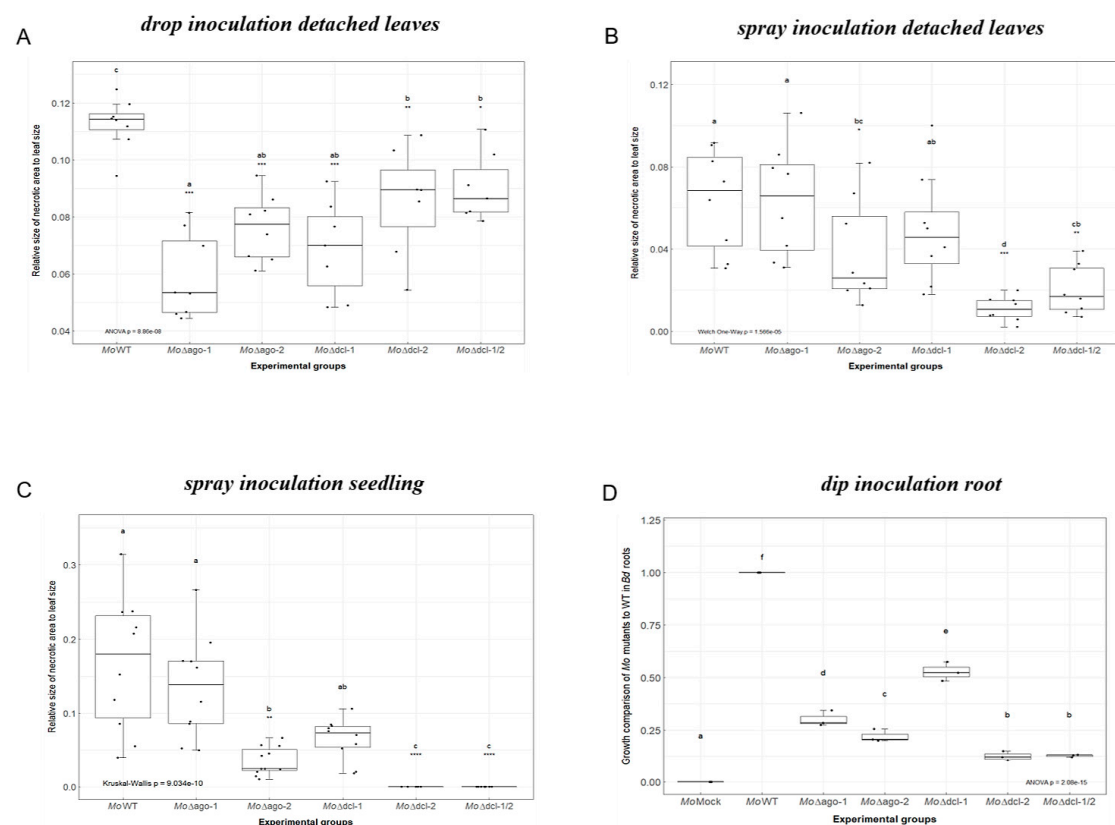 A
drop inoculation detached leaves
Relative size of necrotic area to leaf size
0.12
0.10
0.08
0.06
0.04
c
a
***
ab
***
ab
***
b
**
b
*
ANOVA p = 8.86e-08
MoWT MoΔago-1 MoΔago-2 MoΔdcl-1 MoΔdcl-2 MoΔdcl-1/2
Experimental groups
B
spray inoculation detached leaves
Relative size of necrotic area to leaf size
0.12
0.08
0.04
0.00
a
a
bc
ab
d
***
cb
**
Welch One-Way p = 1.566e-05
MoWT MoΔago-1 MoΔago-2 MoΔdcl-1 MoΔdcl-2 MoΔdcl-1/2
Experimental groups
C
spray inoculation seedling
Relative size of necrotic area to leaf size
0.3
0.2
0.1
0.0
a
a
b
**
ab
c
****
c
****
Kruskal-Wallis p = 9.034e-10
MoWT MoΔago-1 MoΔago-2 MoΔdcl-1 MoΔdcl-2 MoΔdcl-1/2
Experimental groups
D
dip inoculation root
Growth comparison of Mo mutants to WT in Bd roots
1.25
1.00
0.75
0.50
0.25
0.00
a
f
d
c
e
b
b
ANOVA p = 2.08e-15
MoMock MoWT MoΔago-1 MoΔago-2 MoΔdcl-1 MoΔdcl-2 MoΔdcl-1/2
Experimental groups